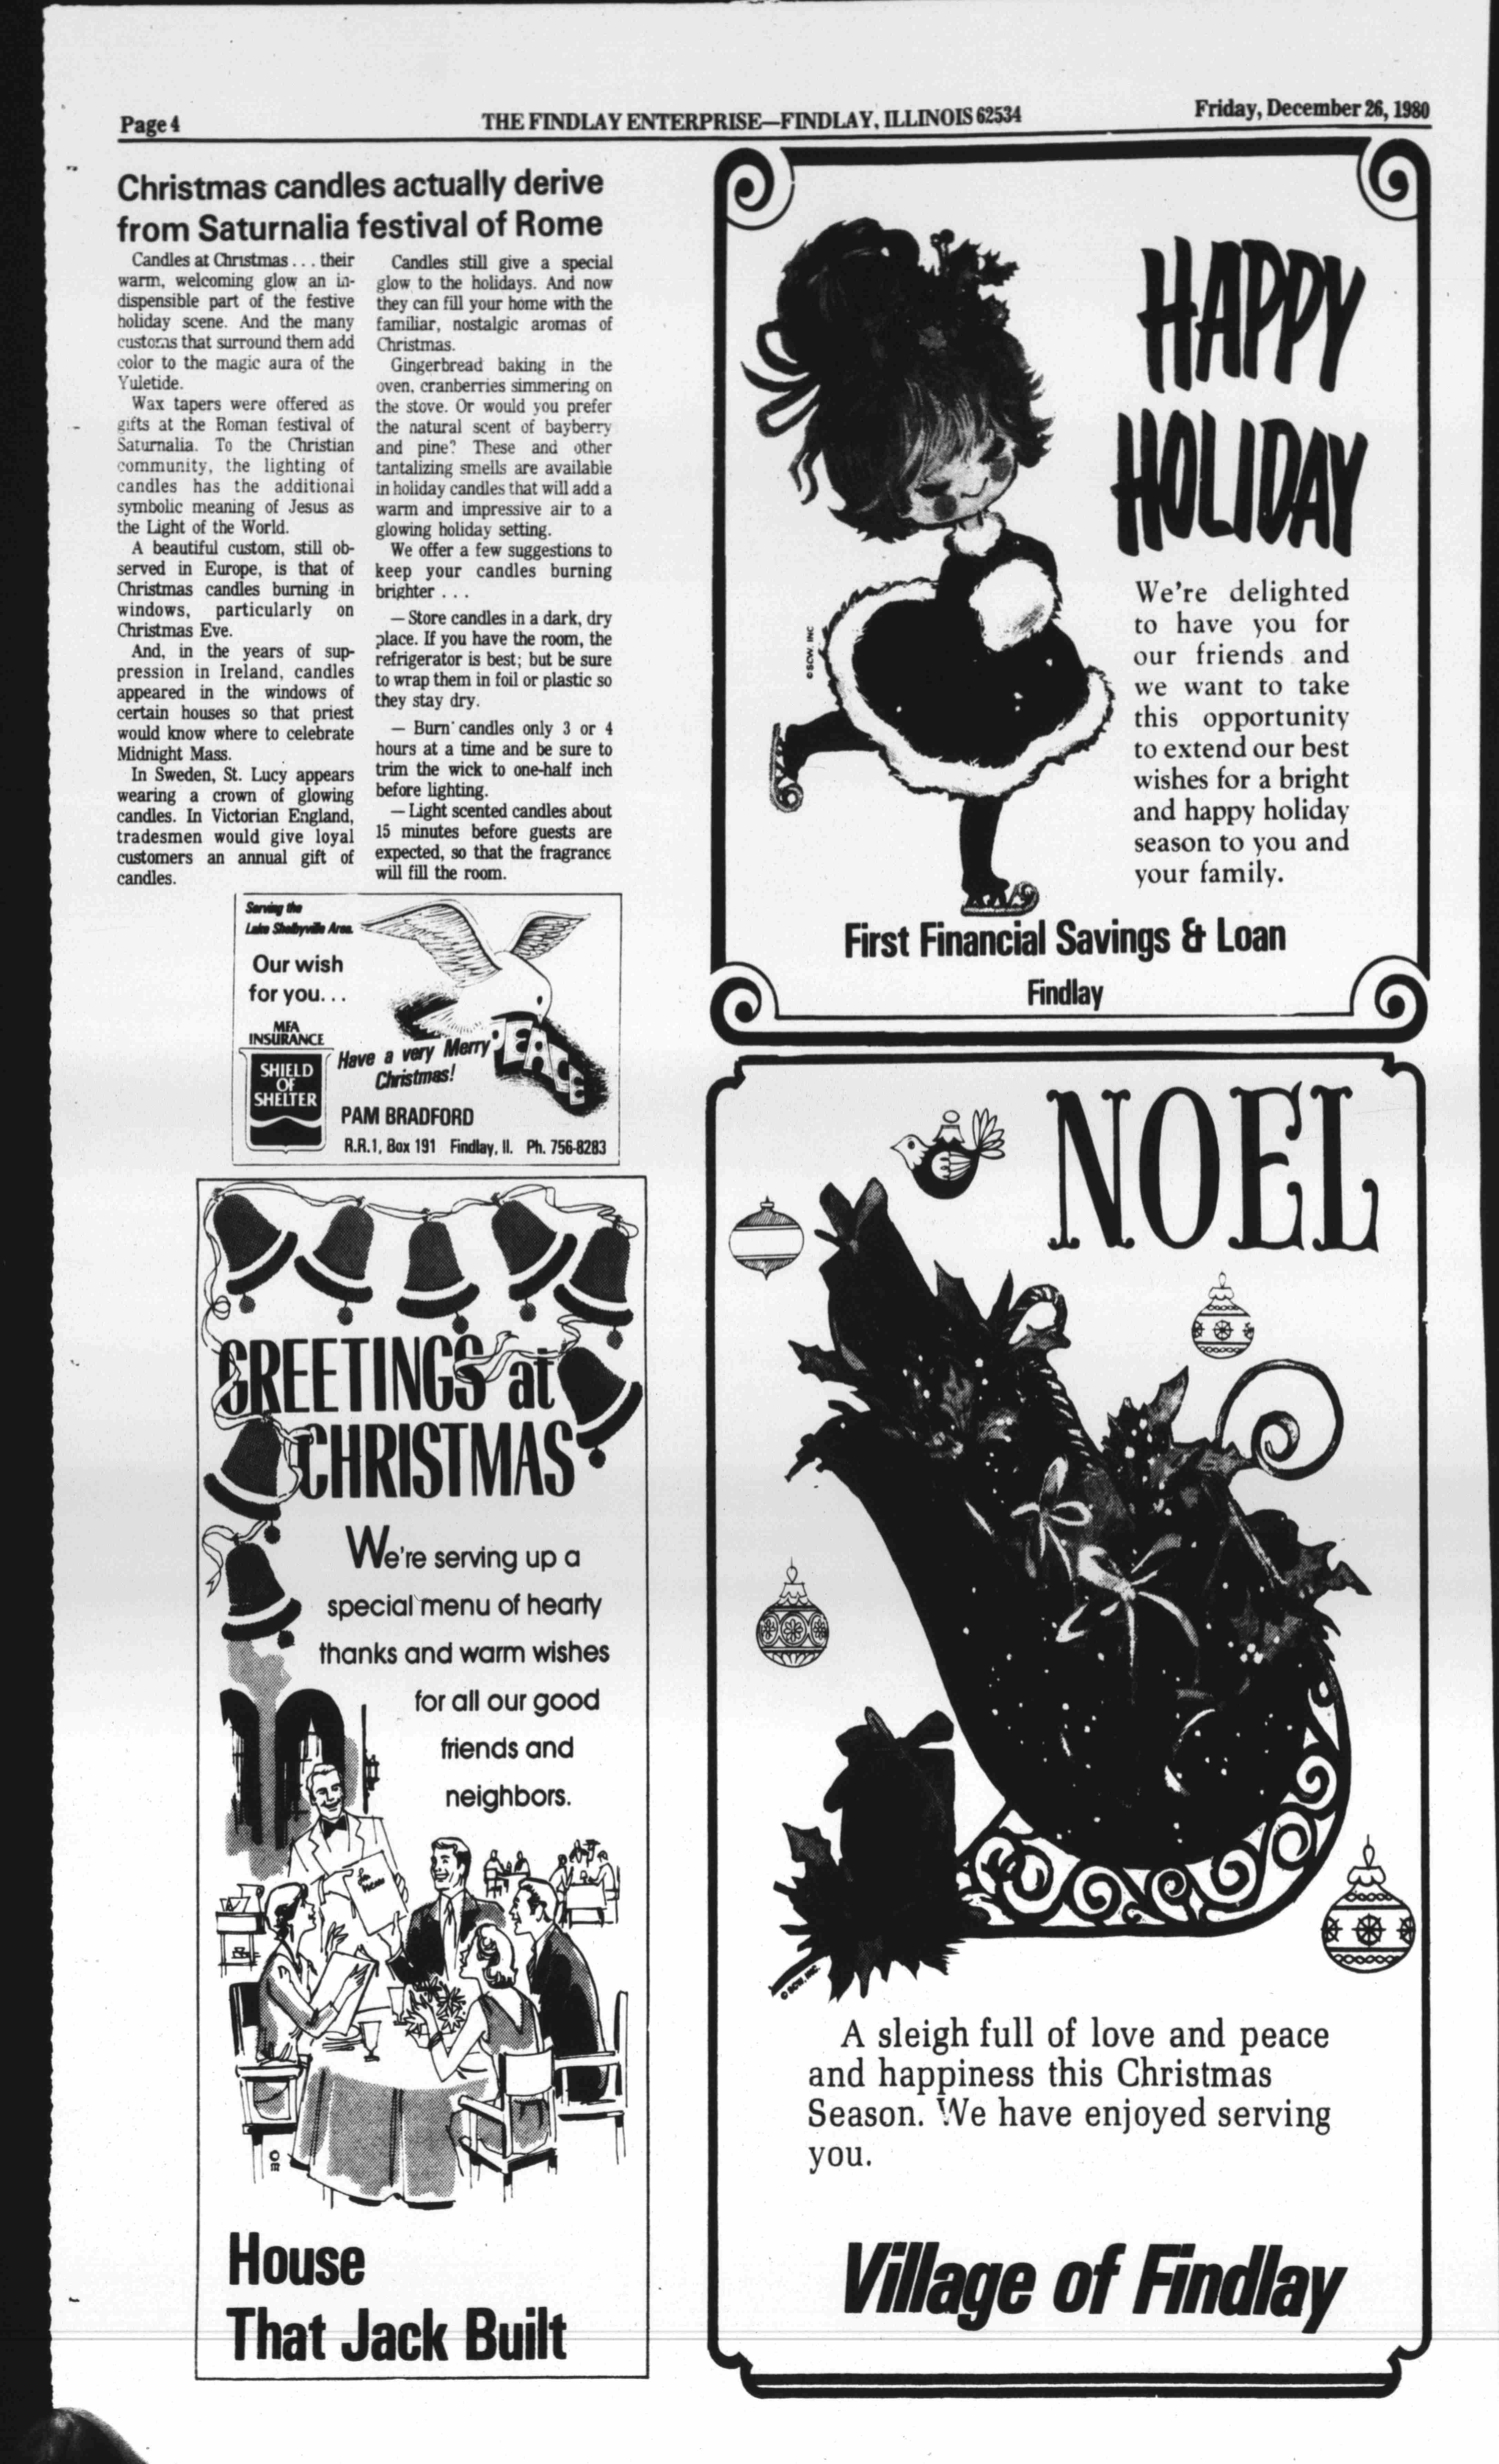 Page 4
THE FINDLAY ENTERPRISE—FINDLAY, ILLINOIS 62534
Friday, December 26, 1980
Christmas candles actually derive
from Saturnalia festival of Rome
Candles at Christmas . . . their
warm, welcoming glow an in-
dispensible part of the festive
holiday scene. And the many
customs that surround them add
color to the magic aura of the
Yuletide.
Wax tapers were offered as
gifts at the Roman festival of
Saturnalia. To the Christian
community, the lighting of
candles has the additional
symbolic meaning of Jesus as
the Light of the World.
A beautiful custom, still ob-
served in Europe, is that of
Christmas candles burning in
windows, particularly on
Christmas Eve.
And, in the years of sup-
pression in Ireland, candles
appeared in the windows of
certain houses so that priest
would know where to celebrate
Midnight Mass.
In Sweden, St. Lucy appears
wearing a crown of glowing
candles. In Victorian England,
tradesmen would give loyal
customers an annual gift of
candles.
Candles still give a special
glow to the holidays. And now
they can fill your home with the
familiar, nostalgic aromas of
Christmas.
Gingerbread baking in the
oven, cranberries simmering on
the stove. Or would you prefer
the natural scent of bayberry
and pine? These and other
tantalizing smells are available
in holiday candles that will add a
warm and impressive air to a
glowing holiday setting.
We offer a few suggestions to
keep your candles burning
brighter . . .
— Store candles in a dark, dry
place. If you have the room, the
refrigerator is best; but be sure
to wrap them in foil or plastic so
they stay dry.
— Burn candles only 3 or 4
hours at a time and be sure to
trim the wick to one-half inch
before lighting.
— Light scented candles about
15 minutes before guests are
expected, so that the fragrance
will fill the room.
Serving the
Lake Shelbyville Area.
Our wish
for you. . .
MFA
INSURANCE
SHIELD
OF
SHELTER
PEACE
Have a very Merry
Christmas!
PAM BRADFORD
R.R.1, Box 191 Findlay, Il. Ph. 756-8283
GREETINGS at
CHRISTMAS
We're serving up a
special menu of hearty
thanks and warm wishes
for all our good
friends and
neighbors.
House
That Jack Built
HAPPY
HOLIDAY
©SCW, INC
We're delighted
to have you for
our friends and
we want to take
this opportunity
to extend our best
wishes for a bright
and happy holiday
season to you and
your family.
First Financial Savings & Loan
Findlay
NOEL
© SCW, INC.
A sleigh full of love and peace
and happiness this Christmas
Season. We have enjoyed serving
you.
Village of Findlay